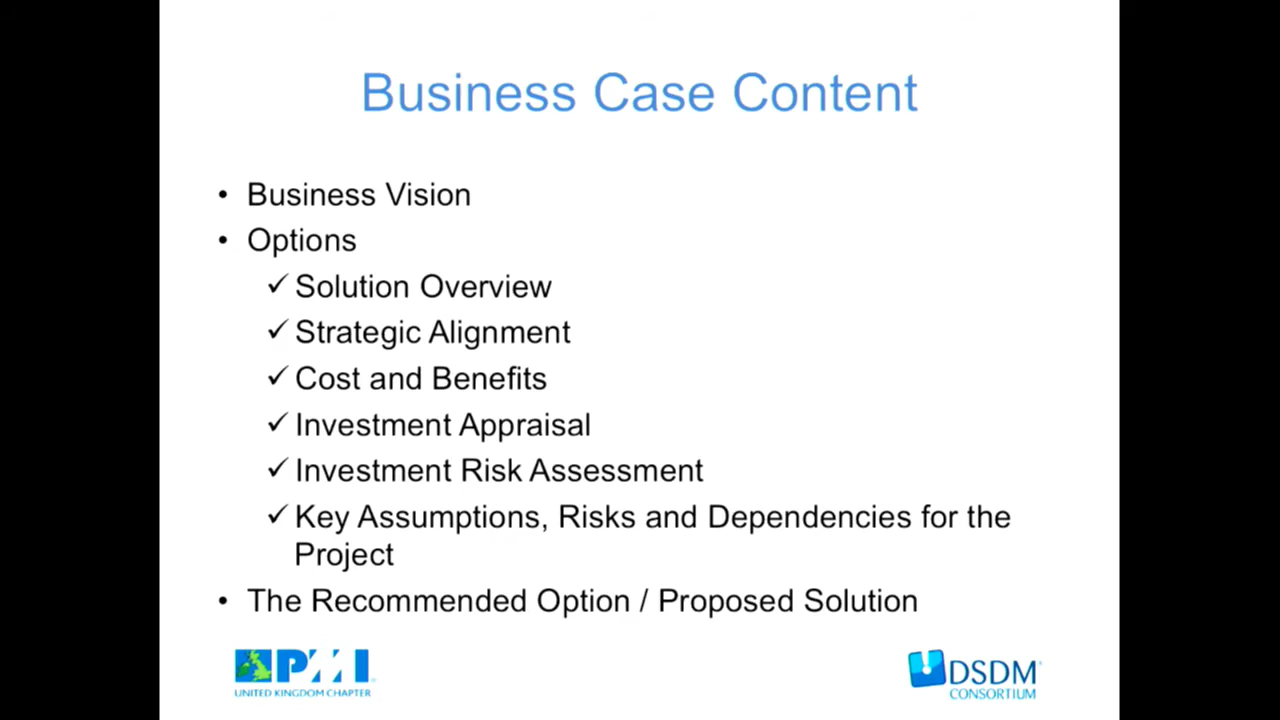 Business Case Content
• Business Vision
• Options
✓ Solution Overview
✓ Strategic Alignment
✓ Cost and Benefits
✓ Investment Appraisal
✓ Investment Risk Assessment
✓ Key Assumptions, Risks and Dependencies for the
Project
• The Recommended Option / Proposed Solution
PMI
UNITED KINGDOM CHAPTER
DSDM
CONSORTIUM